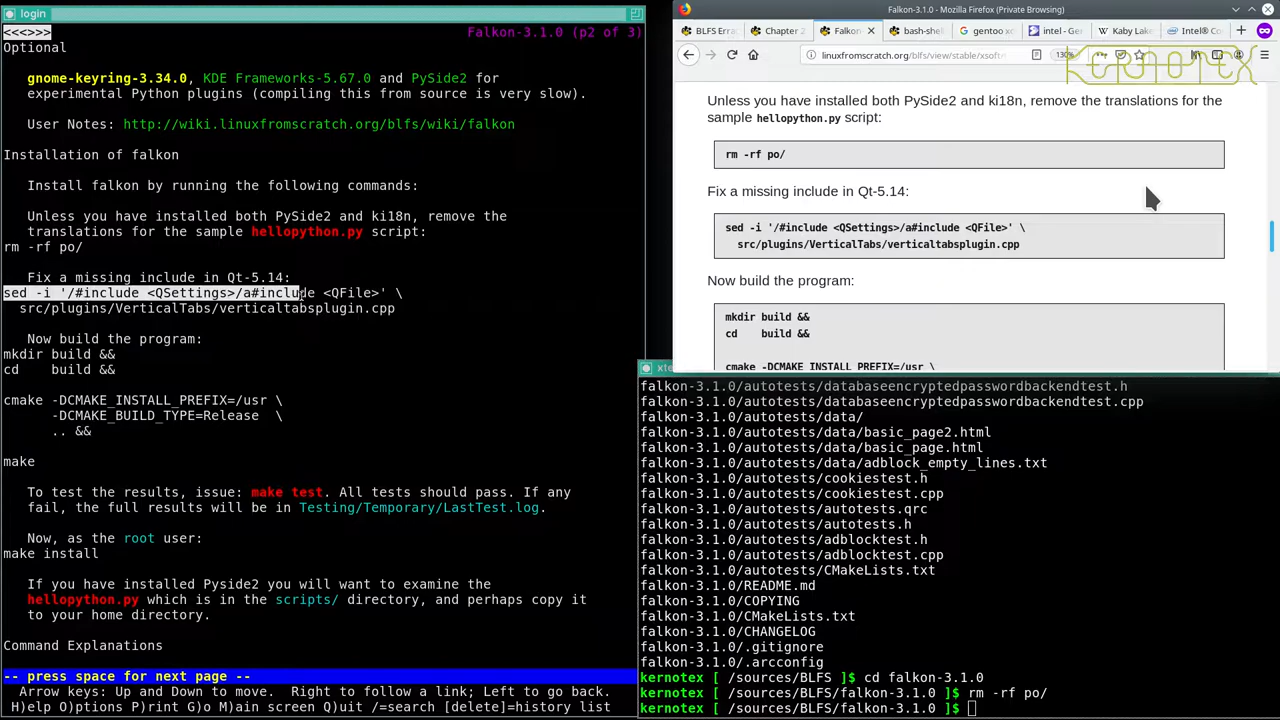 login
<<<>>>
Falkon-3.1.0 (p2 of 3)
Optional
gnome-keyring-3.34.0, KDE Frameworks-5.67.0 and PySide2 for
experimental Python plugins (compiling this from source is very slow).
User Notes: http://wiki.linuxfromscratch.org/blfs/wiki/falkon
Installation of falkon
Install falkon by running the following commands:
Unless you have installed both PySide2 and ki18n, remove the
translations for the sample hellopython.py script:
rm -rf po/
Fix a missing include in Qt-5.14:
sed -i '/#include <QSettings>/a#include <QFile>' \
src/plugins/VerticalTabs/verticaltabsplugin.cpp
Now build the program:
mkdir build &&
cd    build &&
cmake -DCMAKE_INSTALL_PREFIX=/usr \
-DCMAKE_BUILD_TYPE=Release  \
.. &&
make
To test the results, issue: make test. All tests should pass. If any
fail, the full results will be in Testing/Temporary/LastTest.log.
Now, as the root user:
make install
If you have installed Pyside2 you will want to examine the
hellopython.py which is in the scripts/ directory, and perhaps copy it
to your home directory.
Command Explanations
-- press space for next page --
Arrow keys: Up and Down to move.  Right to follow a link; Left to go back.
H)elp O)ptions P)rint G)o M)ain screen Q)uit /=search [delete]=history list
Falkon-3.1.0 - Mozilla Firefox (Private Browsing)
BLFS Erra
Chapter 2
Falkon-
bash-shell
gentoo xo
intel - Ge
Kaby Lake
Intel® Co
linuxfromscratch.org/blfs/view/stable/xsoft
130%
KERNOTEX
Unless you have installed both PySide2 and ki18n, remove the translations for the
sample hellopython.py script:
rm -rf po/
Fix a missing include in Qt-5.14:
sed -i '/#include <QSettings>/a#include <QFile>' \
src/plugins/VerticalTabs/verticaltabsplugin.cpp
Now build the program:
mkdir build &&
cd    build &&
cmake -DCMAKE_INSTALL_PREFIX=/usr \
xte
falkon-3.1.0/autotests/databaseencryptedpasswordbackendtest.h
falkon-3.1.0/autotests/databaseencryptedpasswordbackendtest.cpp
falkon-3.1.0/autotests/data/
falkon-3.1.0/autotests/data/basic_page2.html
falkon-3.1.0/autotests/data/basic_page.html
falkon-3.1.0/autotests/data/adblock_empty_lines.txt
falkon-3.1.0/autotests/cookiestest.h
falkon-3.1.0/autotests/cookiestest.cpp
falkon-3.1.0/autotests/autotests.qrc
falkon-3.1.0/autotests/autotests.h
falkon-3.1.0/autotests/adblocktest.h
falkon-3.1.0/autotests/adblocktest.cpp
falkon-3.1.0/autotests/CMakeLists.txt
falkon-3.1.0/README.md
falkon-3.1.0/COPYING
falkon-3.1.0/CMakeLists.txt
falkon-3.1.0/CHANGELOG
falkon-3.1.0/.gitignore
falkon-3.1.0/.arcconfig
kernotex [ /sources/BLFS ]$ cd falkon-3.1.0
kernotex [ /sources/BLFS/falkon-3.1.0 ]$ rm -rf po/
kernotex [ /sources/BLFS/falkon-3.1.0 ]$